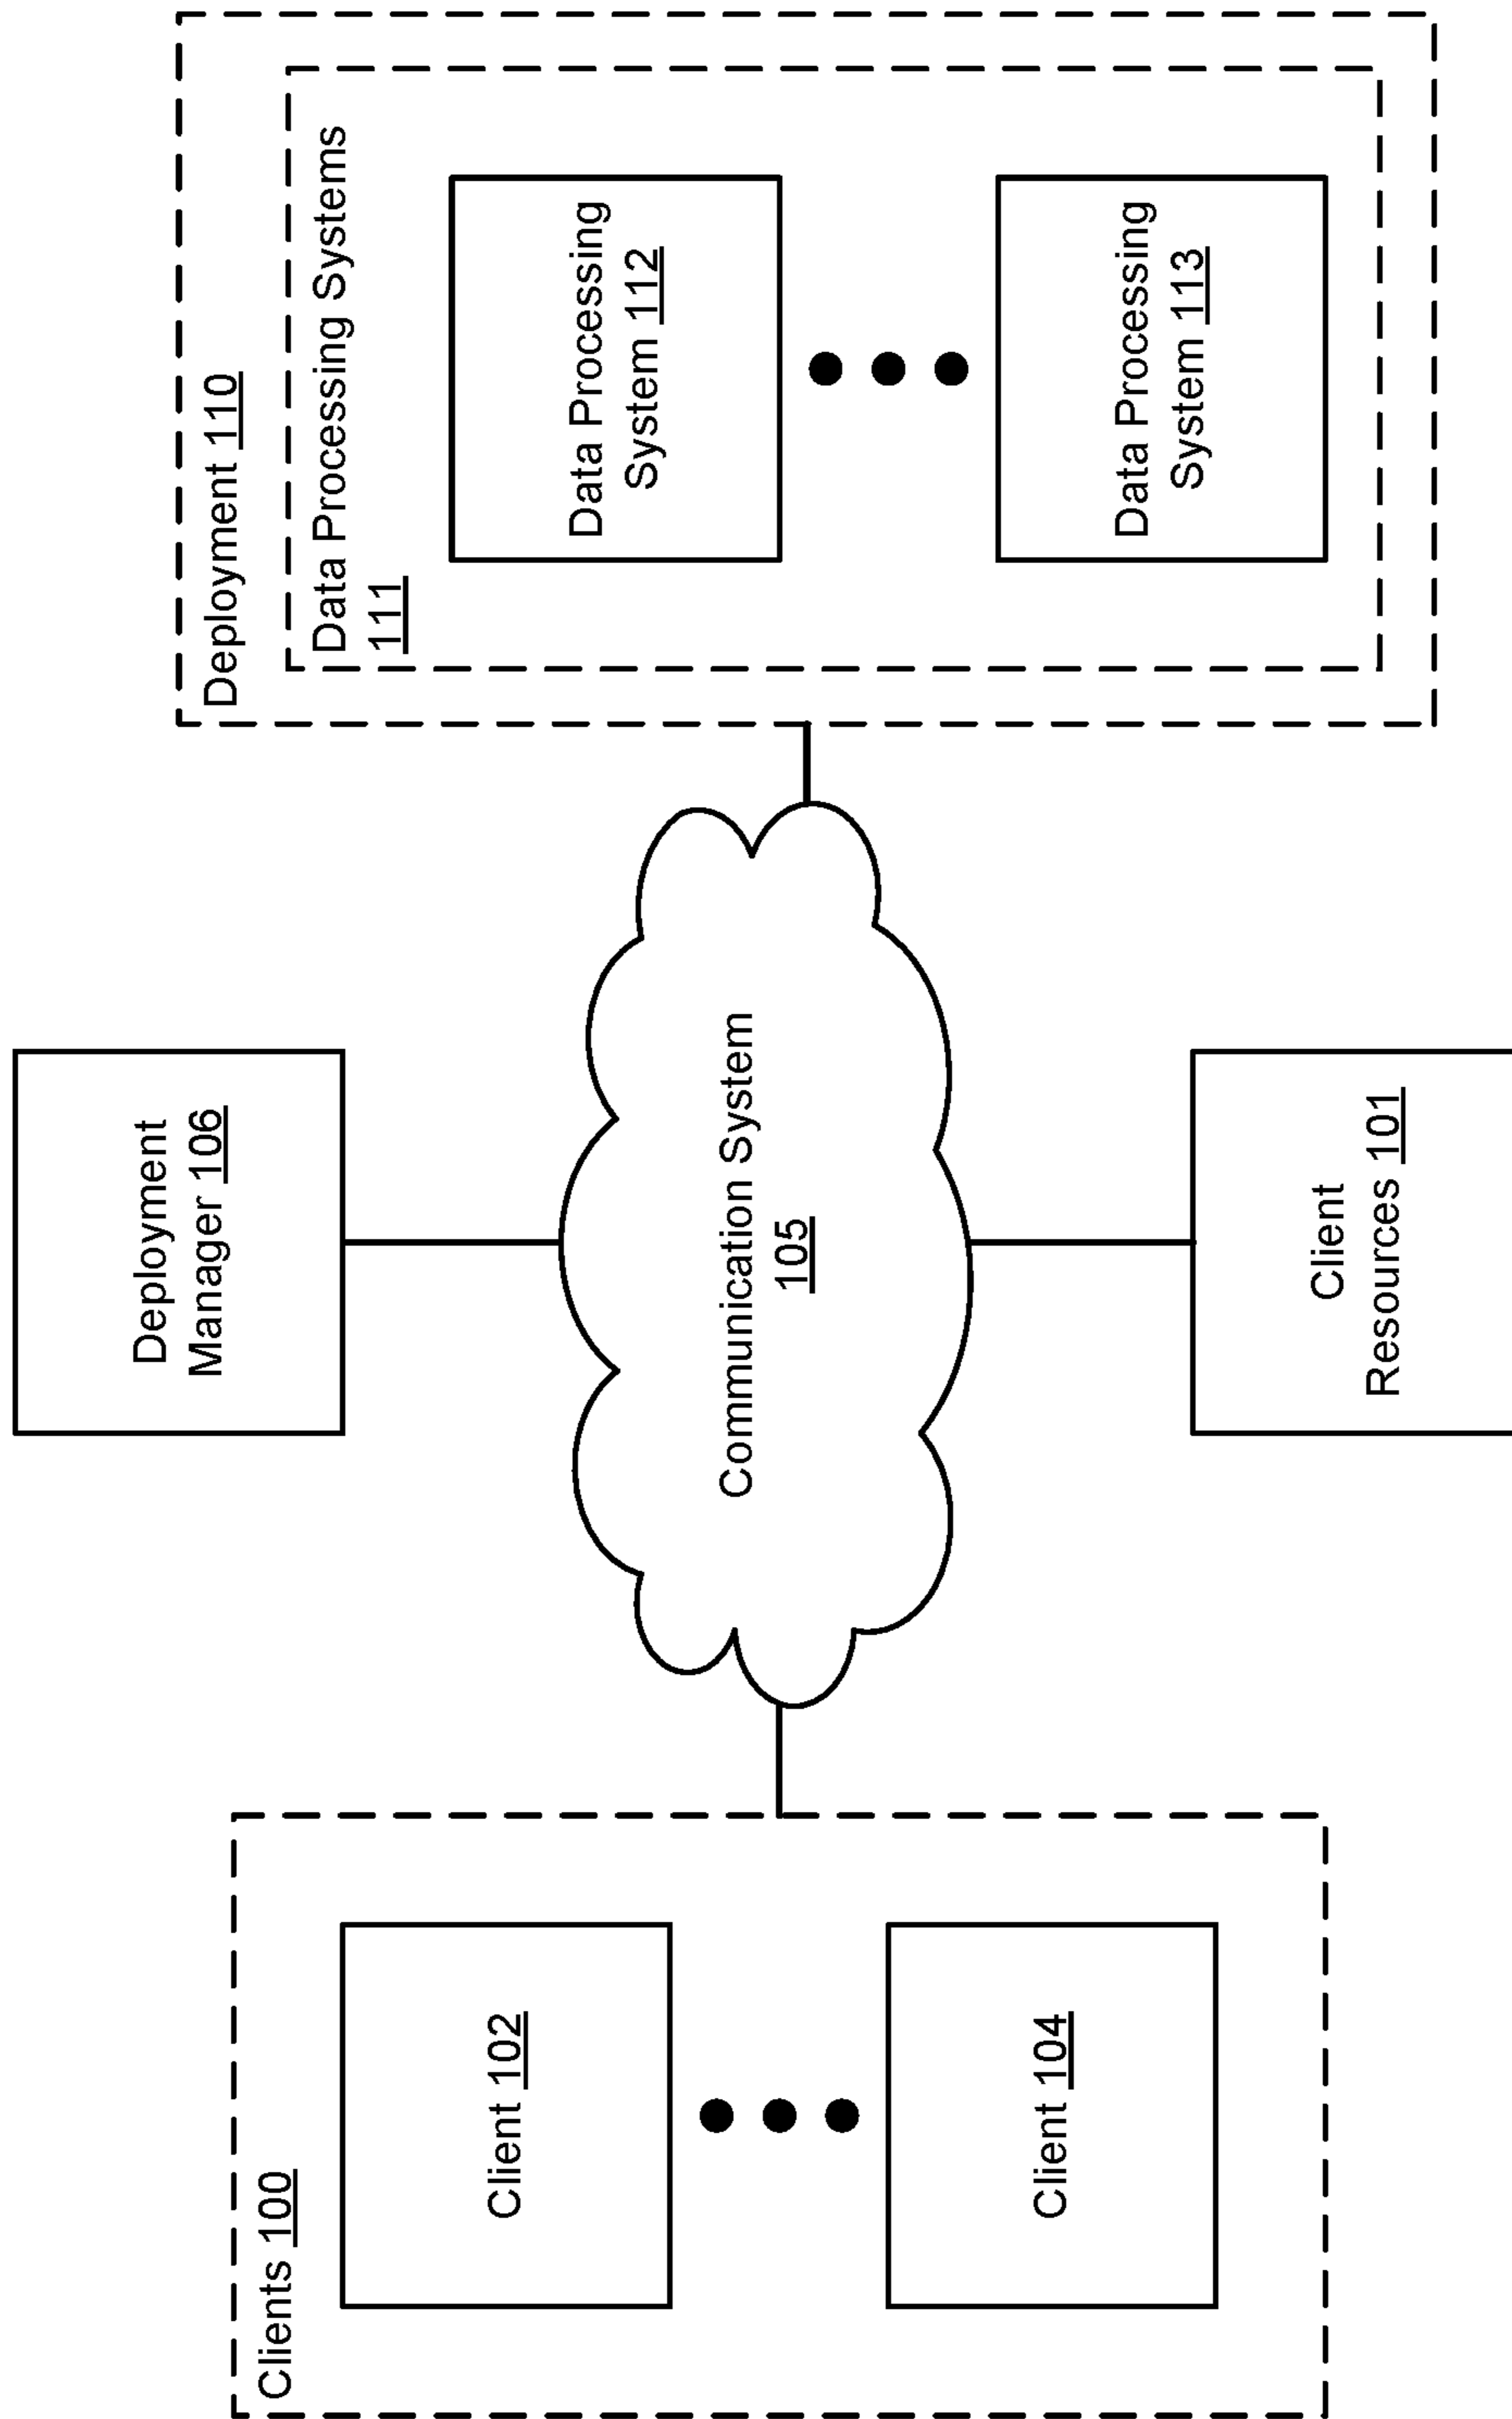 Clients 100
Client 102
Client 104
Deployment
Manager 106
Communication System
105
Client
Resources 101
Deployment 110
Data Processing Systems
111
Data Processing
System 112
Data Processing
System 113